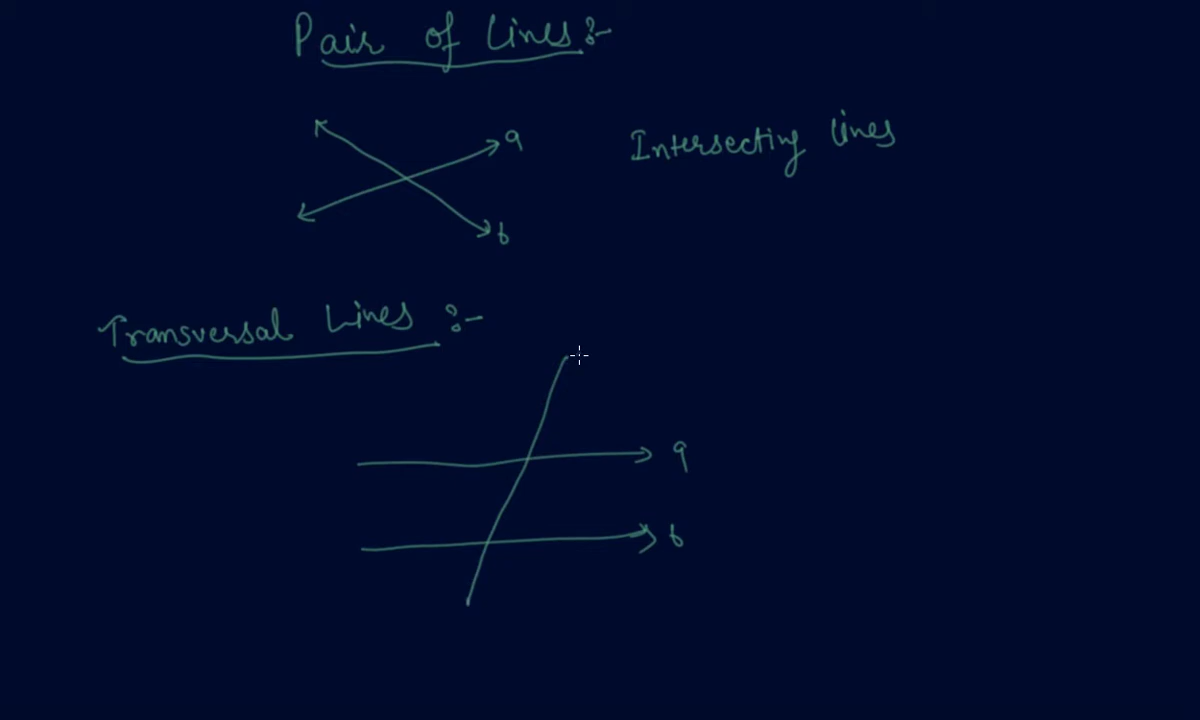 Pair of lines :-
a
Intersecting lines
b
Transversal Lines :-
a
b